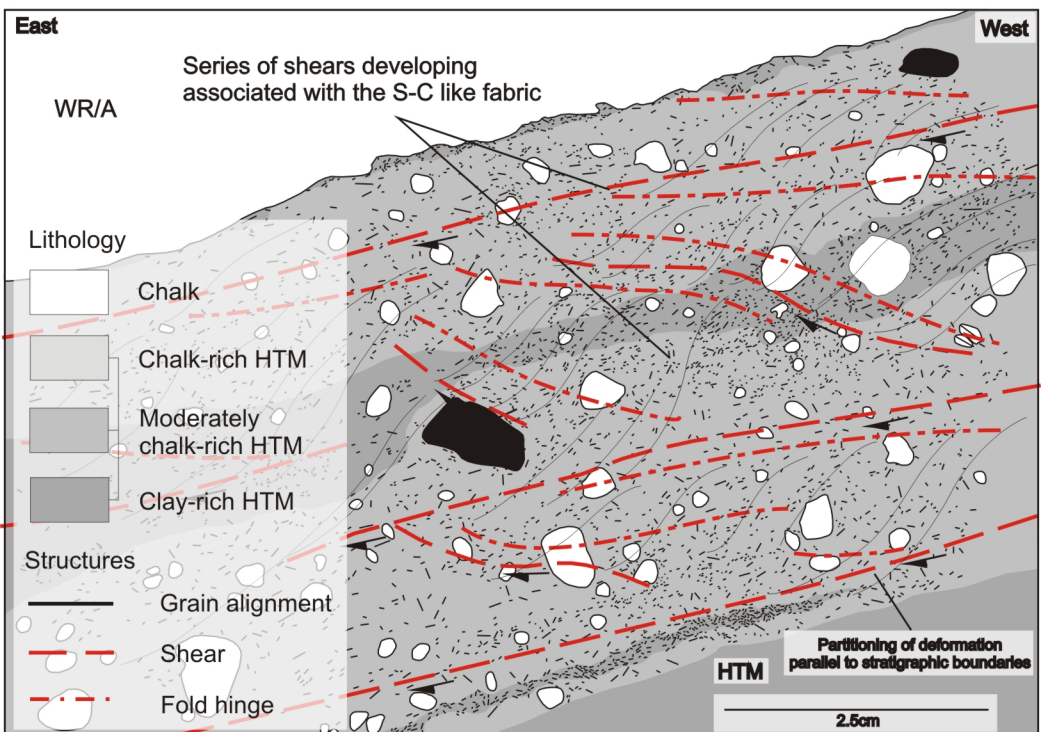 East
West
WR/A
Series of shears developing
associated with the S-C like fabric
Lithology
Chalk
Chalk-rich HTM
Moderately
chalk-rich HTM
Clay-rich HTM
Structures
Grain alignment
Shear
Fold hinge
Partitioning of deformation
parallel to stratigraphic boundaries
HTM
2.5cm